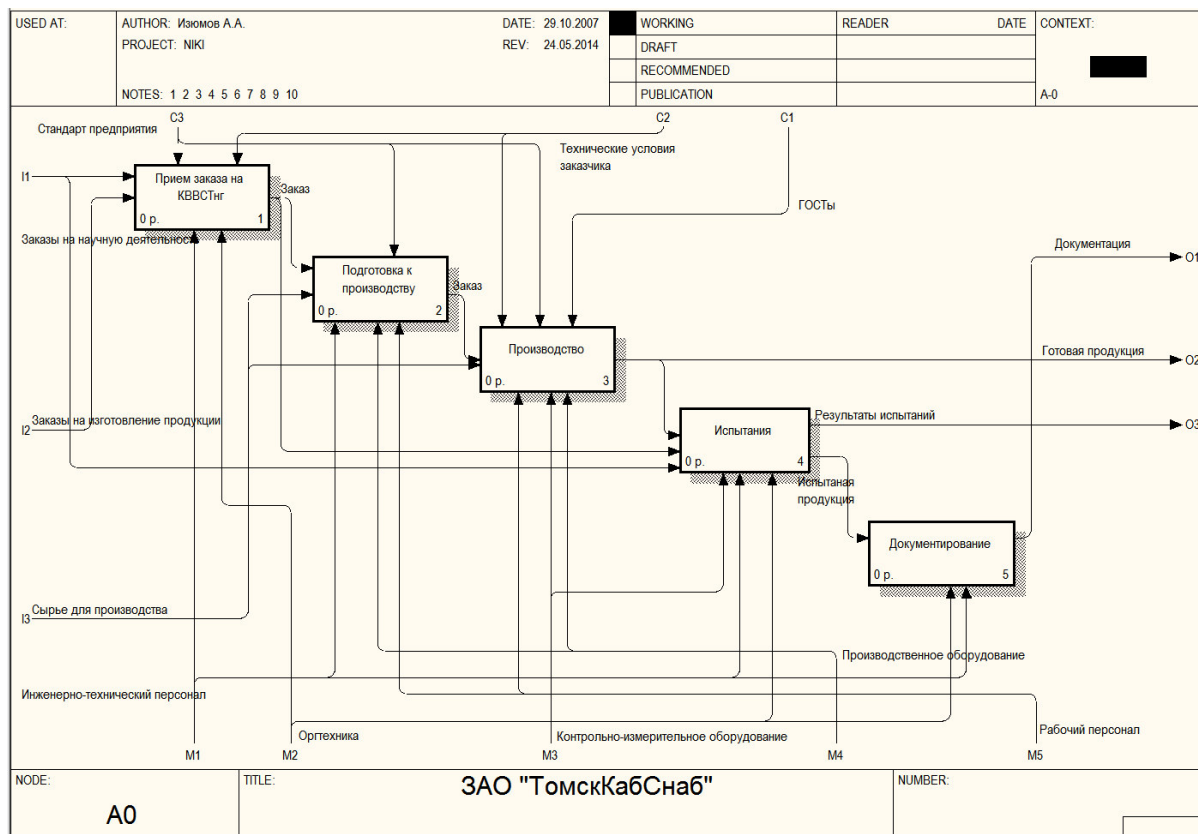 USED AT:
AUTHOR: Изюмов А.А.
DATE: 29.10.2007
WORKING
READER
DATE
CONTEXT:
PROJECT: NIKI
REV: 24.05.2014
DRAFT
RECOMMENDED
NOTES: 1 2 3 4 5 6 7 8 9 10
PUBLICATION
A-0
C3
C2
C1
Стандарт предприятия
Технические условия
заказчика
I1
Прием заказа на
КВВСТнг
0 р.
1
Заказ
ГОСТы
Заказы на научную деятельность
Документация
O1
Подготовка к
производству
0 р.
2
Заказ
Производство
0 р.
3
Готовая продукция
O2
Заказы на изготовление продукции
I2
Результаты испытаний
O3
Испытания
0 р.
4
Испытаная
продукция
Документирование
0 р.
5
Сырье для производства
I3
Производственное оборудование
Инженерно-технический персонал
Оргтехника
Контрольно-измерительное оборудование
Рабочий персонал
M1
M2
M3
M4
M5
NODE:
TITLE:
ЗАО "ТомскКабСнаб"
NUMBER:
A0